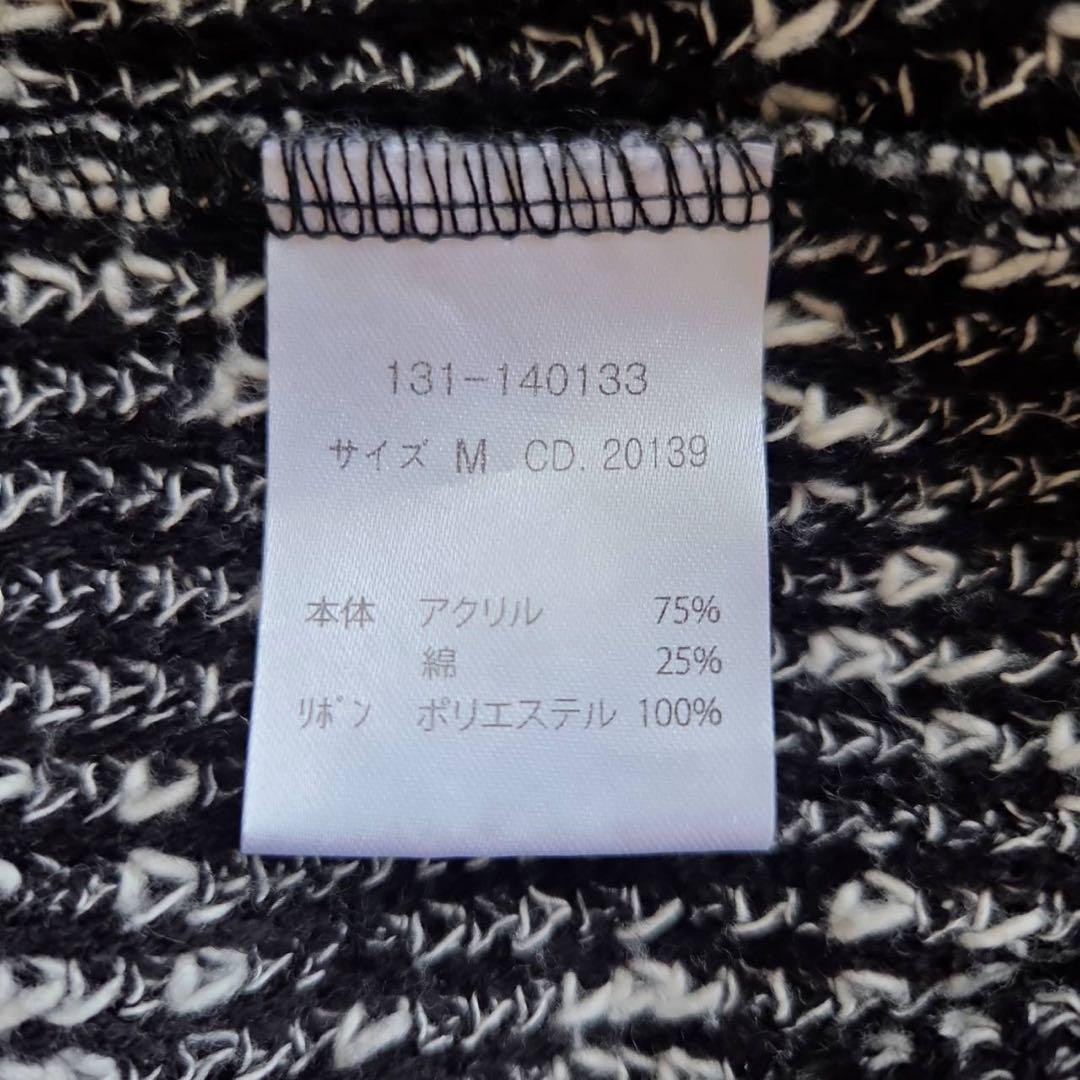 131-140133
サイズ M CD. 20139
本体 アクリル 75%
綿 25%
ﾘﾎﾞﾝ ポリエステル 100%